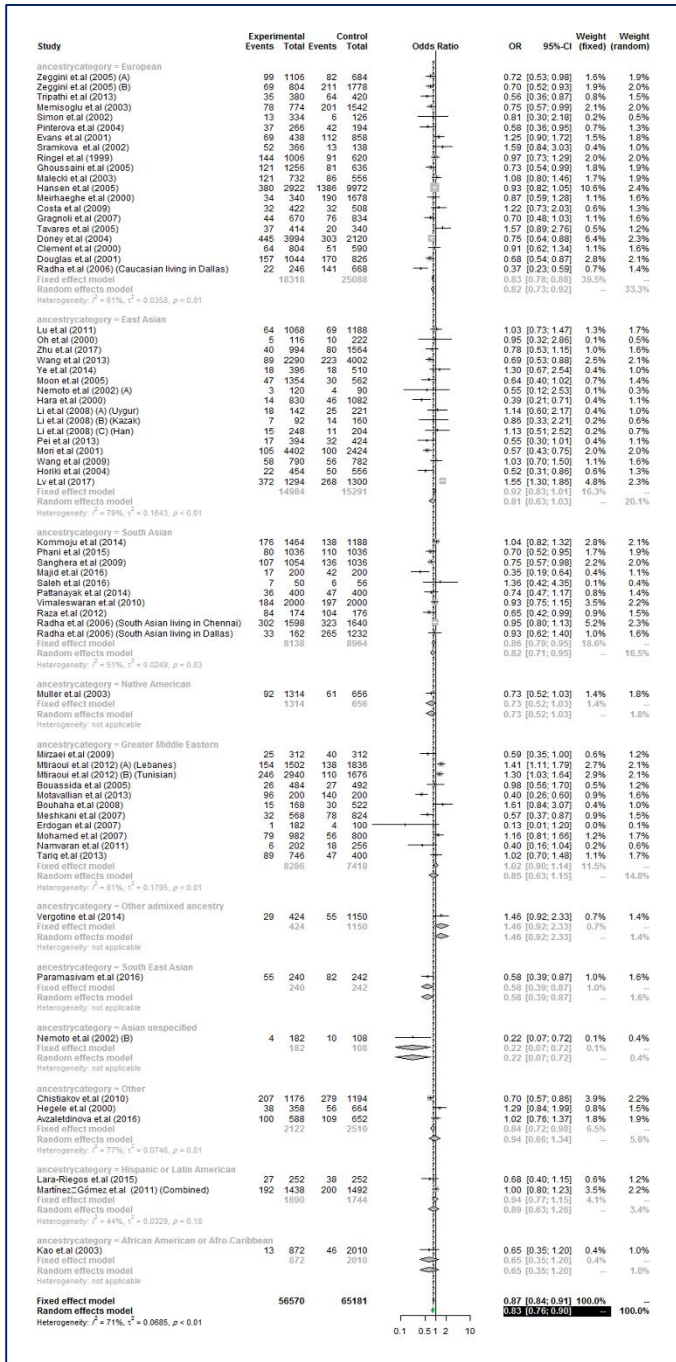 Experimental Control Weight Weight
Study Events Total Events Total Odds Ratio OR 95%-CI (fixed) (random)
ancestrycategory = European
Zeggini et.al (2005) (A) 99 1106 82 684 0.72 [0.53; 0.98] 1.6% 1.9%
Zeggini et.al (2005) (B) 69 804 211 1778 0.70 [0.52; 0.93] 1.9% 2.0%
Tripathi et.al (2013) 35 380 64 420 0.56 [0.36; 0.87] 0.8% 1.5%
Memisoglu et.al (2003) 78 774 201 1542 0.75 [0.57; 0.99] 1.9% 2.0%
Simon et.al (2002) 13 334 6 126 0.81 [0.30; 2.18] 0.2% 0.5%
Pinterova et.al (2004) 37 266 42 194 0.58 [0.36; 0.95] 0.7% 1.4%
Evans et.al (2001) 69 438 112 858 1.25 [0.90; 1.72] 1.5% 1.8%
Sramkova et.al (2002) 52 366 13 138 1.59 [0.84; 3.03] 0.4% 1.0%
Ringel et.al (1999) 144 1006 91 620 0.97 [0.73; 1.29] 2.0% 2.0%
Ghoussaini et.al (2005) 121 1256 81 636 0.73 [0.54; 0.99] 1.8% 1.9%
Malecki et.al (2003) 121 732 86 556 1.08 [0.80; 1.46] 1.7% 1.9%
Hansen et.al (2005) 380 2922 1386 9972 0.93 [0.82; 1.05] 10.6% 2.4%
Meirhaeghe et.al (2000) 34 340 190 1678 0.87 [0.59; 1.28] 1.1% 1.7%
Costa et.al (2009) 32 422 32 508 1.22 [0.73; 2.03] 0.6% 1.3%
Gragnoli et.al (2007) 44 670 76 834 0.70 [0.48; 1.03] 1.2% 1.7%
Tavares et.al (2005) 37 414 20 340 1.57 [0.89; 2.76] 0.5% 1.2%
Doney et.al (2004) 445 3994 303 2120 0.75 [0.64; 0.88] 6.4% 2.3%
Clement et.al (2000) 64 804 51 590 0.91 [0.62; 1.34] 1.0% 1.7%
Douglas et.al (2001) 157 1044 170 826 0.68 [0.54; 0.87] 2.8% 2.1%
Radha et.al (2006) (Caucasian living in Dallas) 22 246 141 668 0.37 [0.23; 0.59] 0.7% 1.4%
Fixed effect model 18318 25088 0.83 [0.78; 0.88] 39.5% --
Random effects model 0.82 [0.73; 0.92] -- 33.3%
Heterogeneity: I² = 61%, τ² = 0.0358, p < 0.01
ancestrycategory = East Asian
Lu et.al (2011) 64 1068 69 1188 1.03 [0.73; 1.47] 1.3% 1.7%
Oh et.al (2000) 5 116 10 222 0.95 [0.32; 2.86] 0.1% 0.5%
Zhu et.al (2017) 40 994 80 1564 0.78 [0.53; 1.15] 1.0% 1.6%
Wang et.al (2013) 89 2290 223 4002 0.69 [0.53; 0.88] 2.5% 2.1%
Ye et.al (2014) 18 396 18 510 1.30 [0.67; 2.54] 0.4% 1.0%
Moon et.al (2005) 47 1354 30 562 0.64 [0.40; 1.02] 0.7% 1.4%
Nemoto et.al (2002) (A) 3 120 4 90 0.55 [0.12; 2.53] 0.1% 0.3%
Hara et.al (2000) 14 830 46 1082 0.39 [0.21; 0.71] 0.4% 1.1%
Li et.al (2008) (A) (Uygur) 18 142 25 221 1.14 [0.60; 2.17] 0.4% 1.0%
Li et.al (2008) (B) (Kazak) 7 92 14 160 0.86 [0.33; 2.21] 0.2% 0.6%
Li et.al (2008) (C) (Han) 15 248 11 204 1.13 [0.51; 2.52] 0.2% 0.7%
Pei et.al (2013) 17 394 32 424 0.55 [0.30; 1.01] 0.4% 1.1%
Mori et.al (2001) 105 4402 100 2424 0.57 [0.43; 0.75] 2.1% 2.0%
Wang et.al (2009) 58 790 56 782 1.03 [0.70; 1.50] 1.1% 1.6%
Horiki et.al (2004) 22 454 50 556 0.52 [0.31; 0.86] 0.6% 1.3%
Lv et.al (2017) 372 1294 268 1300 1.55 [1.30; 1.86] 4.8% 2.3%
Fixed effect model 14984 15291 0.92 [0.83; 1.01] 16.3% --
Random effects model 0.81 [0.63; 1.03] -- 20.1%
Heterogeneity: I² = 79%, τ² = 0.1643, p < 0.01
ancestrycategory = South Asian
Kommoju et.al (2014) 176 1464 138 1188 1.04 [0.82; 1.32] 2.8% 2.1%
Phani et.al (2015) 80 1036 110 1036 0.70 [0.52; 0.95] 1.7% 1.9%
Sanghera et.al (2009) 107 1054 136 1036 0.75 [0.57; 0.98] 2.2% 2.0%
Majid et.al (2016) 17 200 42 200 0.35 [0.19; 0.64] 0.4% 1.1%
Saleh et.al (2016) 7 50 6 56 1.36 [0.42; 4.35] 0.1% 0.4%
Pattanayak et.al (2014) 36 400 47 400 0.74 [0.47; 1.17] 0.8% 1.4%
Vimaleswaran et.al (2010) 184 2000 197 2000 0.93 [0.75; 1.15] 3.5% 2.2%
Raza et.al (2012) 84 174 104 176 0.65 [0.42; 0.99] 0.8% 1.5%
Radha et.al (2006) (South Asian living in Chennai) 302 1598 323 1640 0.95 [0.80; 1.13] 5.2% 2.3%
Radha et.al (2006) (South Asian living in Dallas) 33 162 265 1232 0.93 [0.62; 1.40] 1.0% 1.6%
Fixed effect model 8138 8964 0.86 [0.79; 0.95] 18.6% --
Random effects model 0.82 [0.71; 0.95] -- 16.5%
Heterogeneity: I² = 51%, τ² = 0.0249, p = 0.03
ancestrycategory = Native American
Muller et.al (2003) 92 1314 61 656 0.73 [0.52; 1.03] 1.4% 1.8%
Fixed effect model 1314 656 0.73 [0.52; 1.03] 1.4% --
Random effects model 0.73 [0.52; 1.03] -- 1.8%
Heterogeneity: not applicable
ancestrycategory = Greater Middle Eastern
Mirzaei et.al (2009) 25 312 40 312 0.59 [0.35; 1.00] 0.6% 1.2%
Mtiraoui et.al (2012) (A) (Lebanes) 154 1502 138 1836 1.41 [1.11; 1.79] 2.7% 2.1%
Mtiraoui et.al (2012) (B) (Tunisian) 246 2940 110 1676 1.30 [1.03; 1.64] 2.9% 2.1%
Bouassida et.al (2005) 26 484 27 492 0.98 [0.56; 1.70] 0.5% 1.2%
Motavallian et.al (2013) 96 200 140 200 0.40 [0.26; 0.60] 0.9% 1.6%
Bouhaha et.al (2008) 15 168 30 522 1.61 [0.84; 3.07] 0.4% 1.0%
Meshkani et.al (2007) 32 568 78 824 0.57 [0.37; 0.87] 0.9% 1.5%
Erdogan et.al (2007) 1 182 4 100 0.13 [0.01; 1.20] 0.0% 0.1%
Mohamed et.al (2007) 79 982 56 800 1.16 [0.81; 1.66] 1.2% 1.7%
Namvaran et.al (2011) 6 202 18 256 0.40 [0.16; 1.04] 0.2% 0.6%
Tariq et.al (2013) 89 746 47 400 1.02 [0.70; 1.48] 1.1% 1.7%
Fixed effect model 8286 7418 1.02 [0.90; 1.14] 11.5% --
Random effects model 0.85 [0.63; 1.15] -- 14.8%
Heterogeneity: I² = 81%, τ² = 0.1795, p < 0.01
ancestrycategory = Other admixed ancestry
Vergotine et.al (2014) 29 424 55 1150 1.46 [0.92; 2.33] 0.7% 1.4%
Fixed effect model 424 1150 1.46 [0.92; 2.33] 0.7% --
Random effects model 1.46 [0.92; 2.33] -- 1.4%
Heterogeneity: not applicable
ancestrycategory = South East Asian
Paramasivam et.al (2016) 55 240 82 242 0.58 [0.39; 0.87] 1.0% 1.6%
Fixed effect model 240 242 0.58 [0.39; 0.87] 1.0% --
Random effects model 0.58 [0.39; 0.87] -- 1.6%
Heterogeneity: not applicable
ancestrycategory = Asian unspecified
Nemoto et.al (2002) (B) 4 182 10 108 0.22 [0.07; 0.72] 0.1% 0.4%
Fixed effect model 182 108 0.22 [0.07; 0.72] 0.1% --
Random effects model 0.22 [0.07; 0.72] -- 0.4%
Heterogeneity: not applicable
ancestrycategory = Other
Chistiakov et.al (2010) 207 1176 279 1194 0.70 [0.57; 0.86] 3.9% 2.2%
Hegele et.al (2000) 38 358 56 664 1.29 [0.84; 1.99] 0.8% 1.5%
Avzaletdinova et.al (2016) 100 588 109 652 1.02 [0.76; 1.37] 1.8% 1.9%
Fixed effect model 2122 2510 0.84 [0.72; 0.98] 6.5% --
Random effects model 0.94 [0.66; 1.34] -- 5.6%
Heterogeneity: I² = 77%, τ² = 0.0746, p = 0.01
ancestrycategory = Hispanic or Latin American
Lara-Riegos et.al (2015) 27 252 38 252 0.68 [0.40; 1.15] 0.6% 1.2%
Martínez□Gómez et.al (2011) (Combined) 192 1438 200 1492 1.00 [0.80; 1.23] 3.5% 2.2%
Fixed effect model 1690 1744 0.94 [0.77; 1.15] 4.1% --
Random effects model 0.89 [0.63; 1.26] -- 3.4%
Heterogeneity: I² = 44%, τ² = 0.0329, p = 0.18
ancestrycategory = African American or Afro-Caribbean
Kao et.al (2003) 13 872 46 2010 0.65 [0.35; 1.20] 0.4% 1.0%
Fixed effect model 872 2010 0.65 [0.35; 1.20] 0.4% --
Random effects model 0.65 [0.35; 1.20] -- 1.0%
Heterogeneity: not applicable
Fixed effect model 56570 65181 0.87 [0.84; 0.91] 100.0% --
Random effects model 0.83 [0.76; 0.90] -- 100.0%
Heterogeneity: I² = 71%, τ² = 0.0685, p < 0.01
0.1 0.5 1 2 10